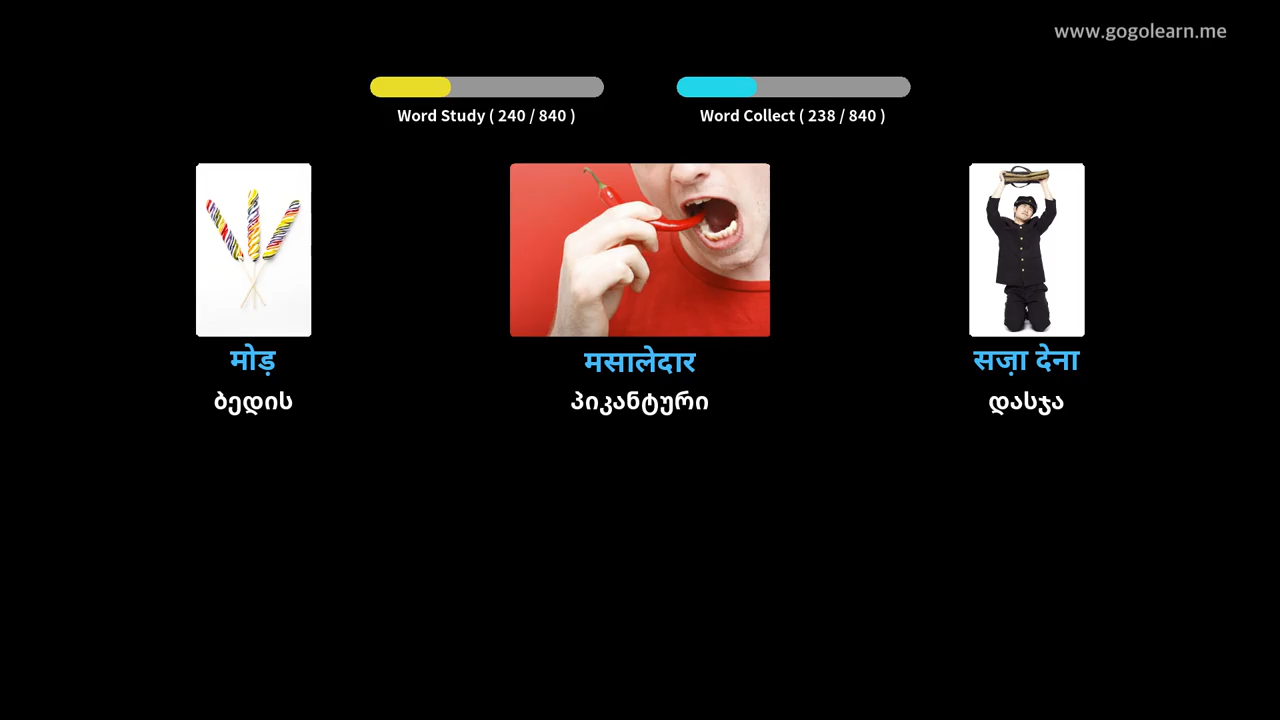 www.gogolearn.me
Word Study ( 240 / 840 )
Word Collect ( 238 / 840 )
मोड़
मसालेदार
सज़ा देना
ბედის
პიკანტური
დასჯა